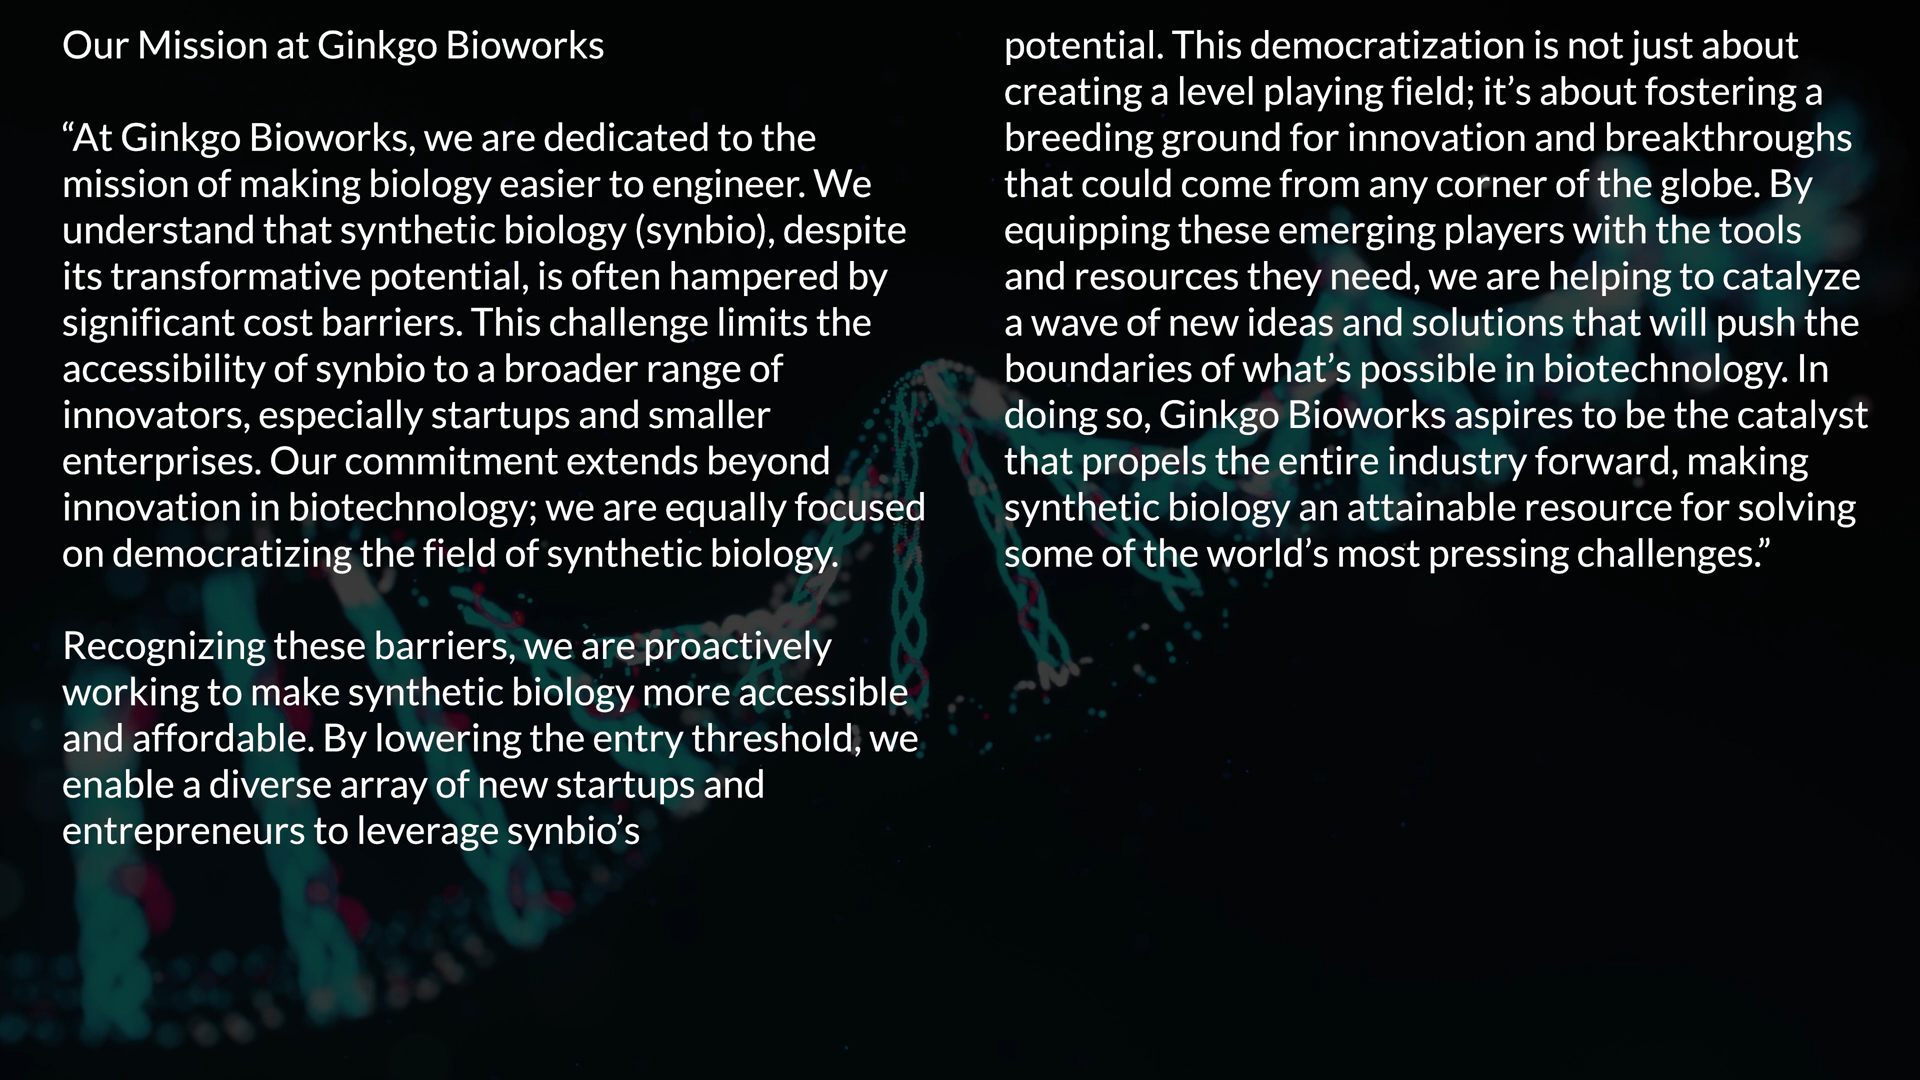 Our Mission at Ginkgo Bioworks
“At Ginkgo Bioworks, we are dedicated to the
mission of making biology easier to engineer. We
understand that synthetic biology (synbio), despite
its transformative potential, is often hampered by
significant cost barriers. This challenge limits the
accessibility of synbio to a broader range of
innovators, especially startups and smaller
enterprises. Our commitment extends beyond
innovation in biotechnology; we are equally focused
on democratizing the field of synthetic biology.
Recognizing these barriers, we are proactively
working to make synthetic biology more accessible
and affordable. By lowering the entry threshold, we
enable a diverse array of new startups and
entrepreneurs to leverage synbio’s
potential. This democratization is not just about
creating a level playing field; it’s about fostering a
breeding ground for innovation and breakthroughs
that could come from any corner of the globe. By
equipping these emerging players with the tools
and resources they need, we are helping to catalyze
a wave of new ideas and solutions that will push the
boundaries of what’s possible in biotechnology. In
doing so, Ginkgo Bioworks aspires to be the catalyst
that propels the entire industry forward, making
synthetic biology an attainable resource for solving
some of the world’s most pressing challenges.”